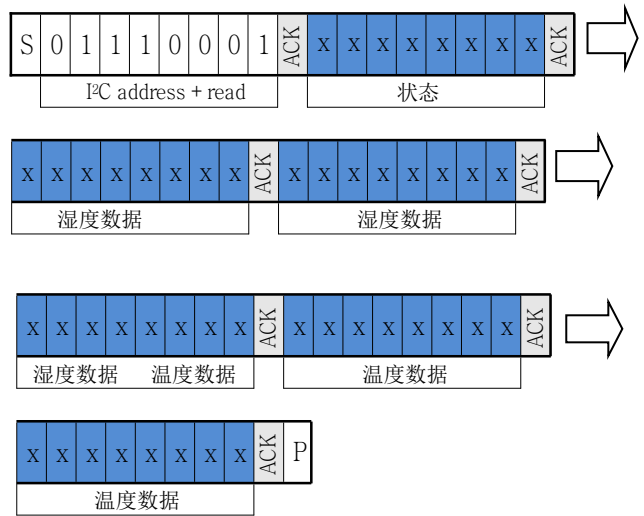 S 0 1 1 1 0 0 0 1 ACK x x x x x x x x ACK
I²C address + read 状态
x x x x x x x x ACK x x x x x x x x ACK
湿度数据 湿度数据
x x x x x x x x ACK x x x x x x x x ACK
湿度数据 温度数据 温度数据
x x x x x x x x ACK P
温度数据